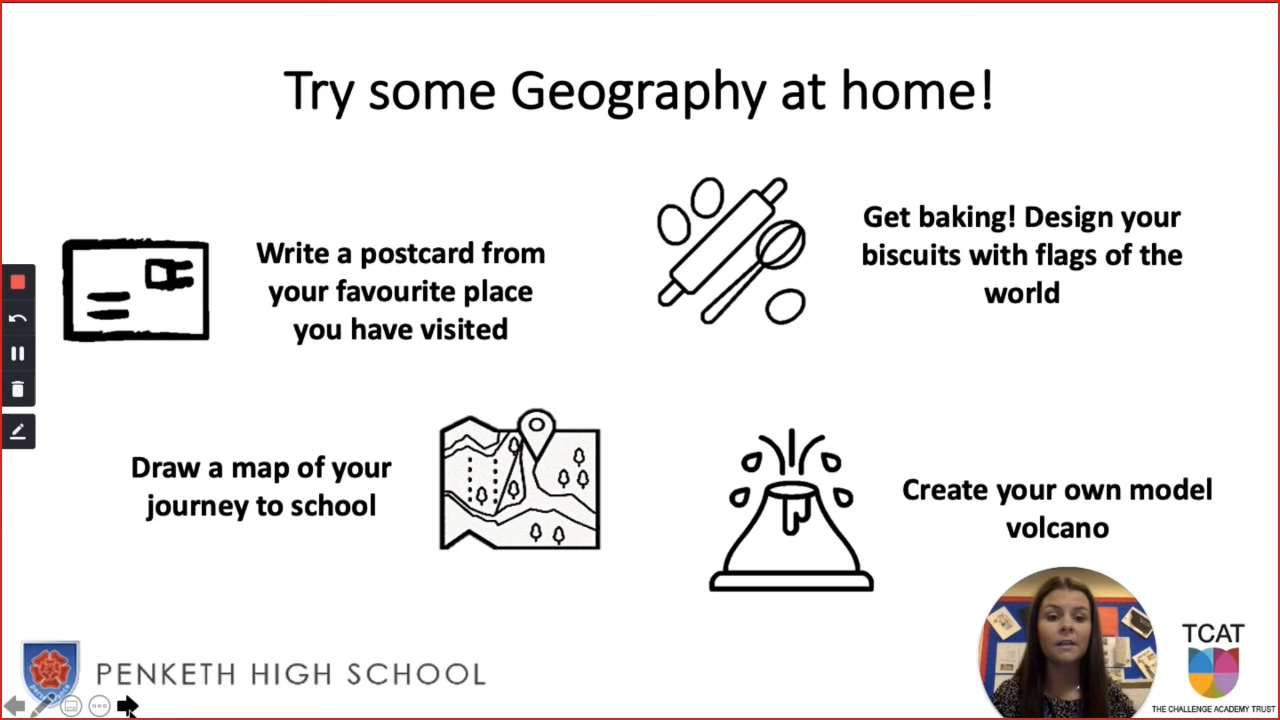 Try some Geography at home!
Write a postcard from
your favourite place
you have visited
Get baking! Design your
biscuits with flags of the
world
Draw a map of your
journey to school
Create your own model
volcano
PENKETH HIGH SCHOOL
TCAT
THE CHALLENGE ACADEMY TRUST